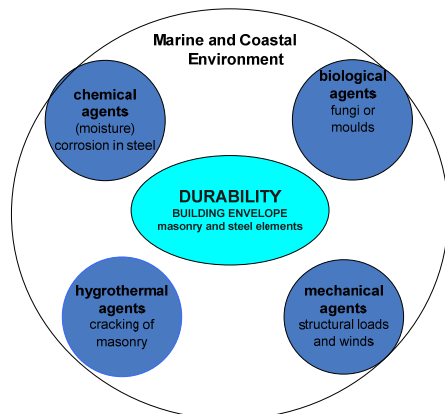 Marine and Coastal
Environment
chemical
agents
(moisture)
corrosion in steel
biological
agents
fungi or
moulds
DURABILITY
BUILDING ENVELOPE
masonry and steel elements
hygrothermal
agents
cracking of
masonry
mechanical
agents
structural loads
and winds